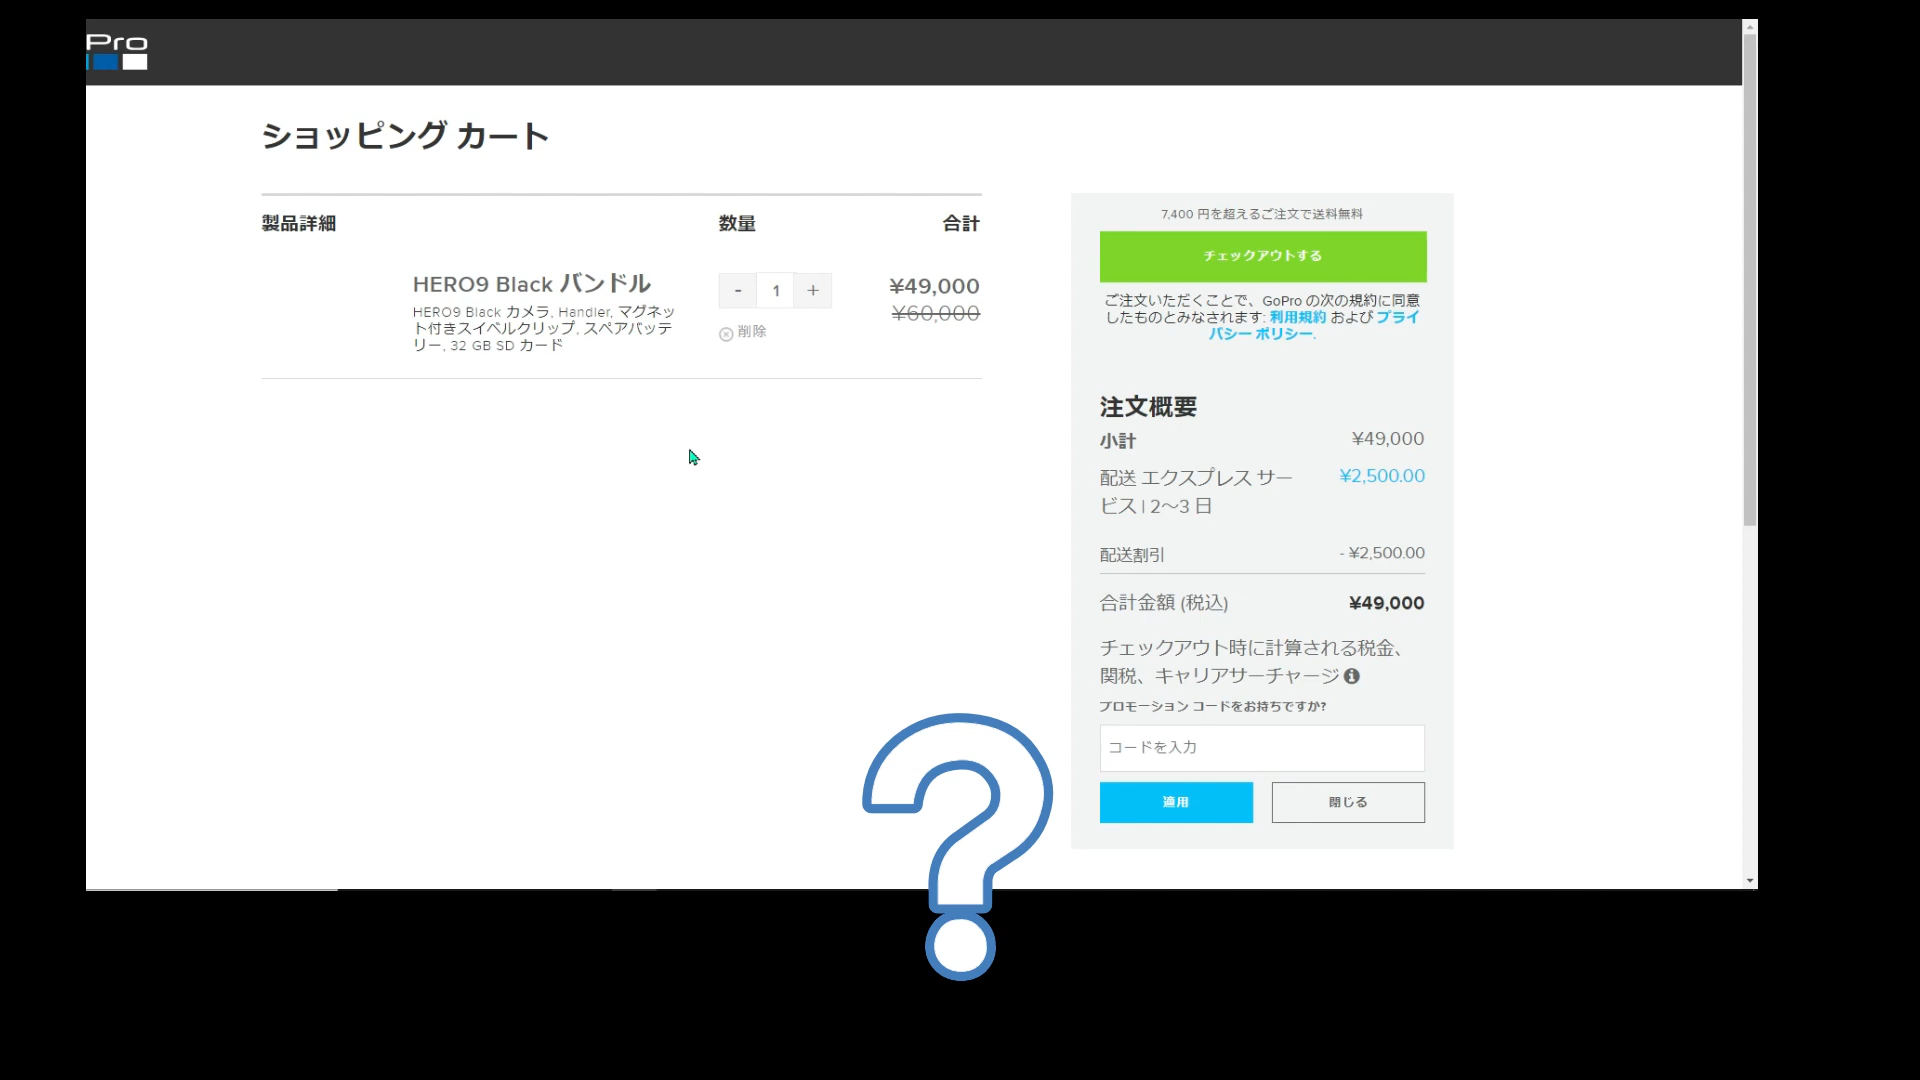 Pro
ショッピング カート
製品詳細 数量 合計
HERO9 Black バンドル
HERO9 Black カメラ, Handler, マグネッ
ト付きスイベルクリップ, スペアバッテ
リー, 32 GB SD カード
- 1 +
削除
¥49,000
¥60,000
7,400 円を超えるご注文で送料無料
チェックアウトする
ご注文いただくことで、GoPro の次の規約に同意
したものとみなされます: 利用規約 および プライ
バシー ポリシー.
注文概要
小計 ¥49,000
配送 エクスプレス サー ¥2,500.00
ビス | 2〜3 日
配送割引 - ¥2,500.00
合計金額 (税込) ¥49,000
チェックアウト時に計算される税金、
関税、キャリアサーチャージ
プロモーション コードをお持ちですか?
コードを入力
適用 閉じる
?